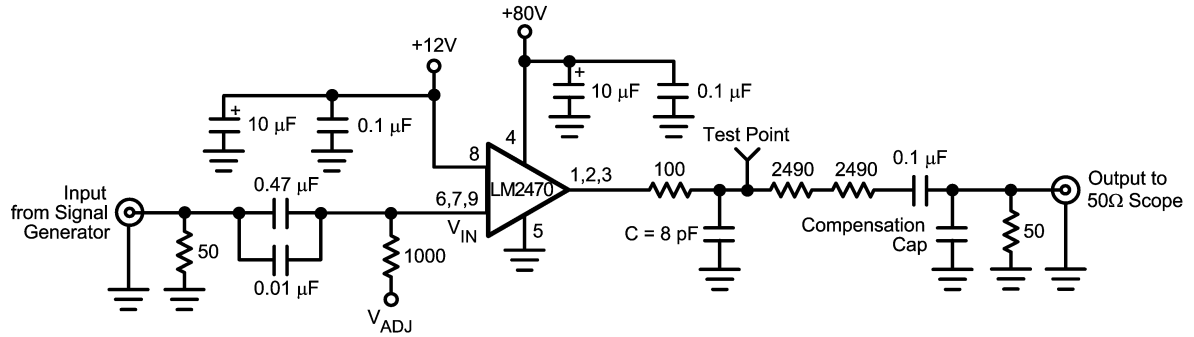 +80V
+12V
+
10 μF
0.1 μF
+
10 μF
0.1 μF
4
8
LM2470
1,2,3
6,7,9
V_IN
5
Input
from Signal
Generator
50
0.47 μF
0.01 μF
1000
V_ADJ
100
Test Point
C = 8 pF
2490
2490
0.1 μF
Compensation
Cap
50
Output to
50Ω Scope